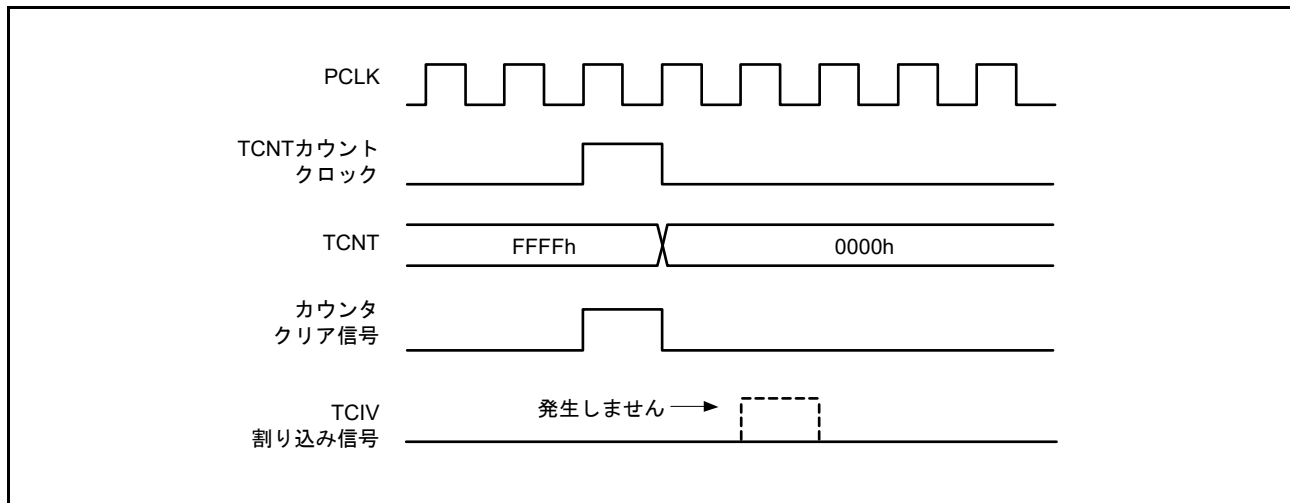 PCLK
TCNTカウント
クロック
TCNT
FFFFh
0000h
カウンタ
クリア信号
TCIV
割り込み信号
発生しません